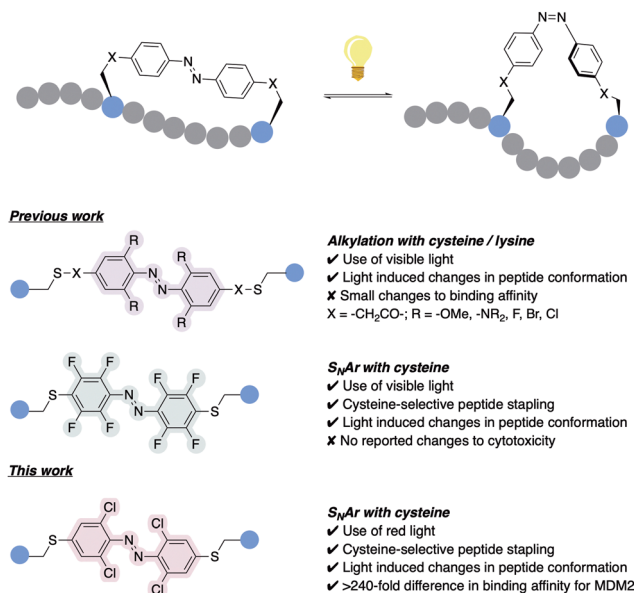 X
N
N
X
N=N
X
X
Previous work
R
R
S-X
N
N
X-S
R
R
Alkylation with cysteine / lysine
✔ Use of visible light
✔ Light induced changes in peptide conformation
✘ Small changes to binding affinity
X = -CH₂CO-; R = -OMe, -NR₂, F, Br, Cl
F
F
F
F
S
N
N
S
F
F
F
F
SNAr with cysteine
✔ Use of visible light
✔ Cysteine-selective peptide stapling
✔ Light induced changes in peptide conformation
✘ No reported changes to cytotoxicity
This work
Cl
Cl
S
N
N
S
Cl
Cl
SNAr with cysteine
✔ Use of red light
✔ Cysteine-selective peptide stapling
✔ Light induced changes in peptide conformation
✔ >240-fold difference in binding affinity for MDM2